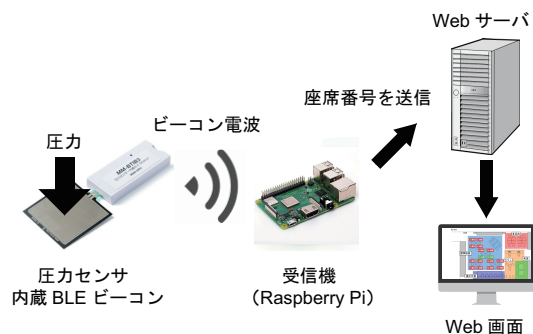 Web サーバ
座席番号を送信
ビーコン電波
圧力
MM-BTIB3
圧力センサ
内蔵 BLE ビーコン
受信機
（Raspberry Pi）
Web 画面